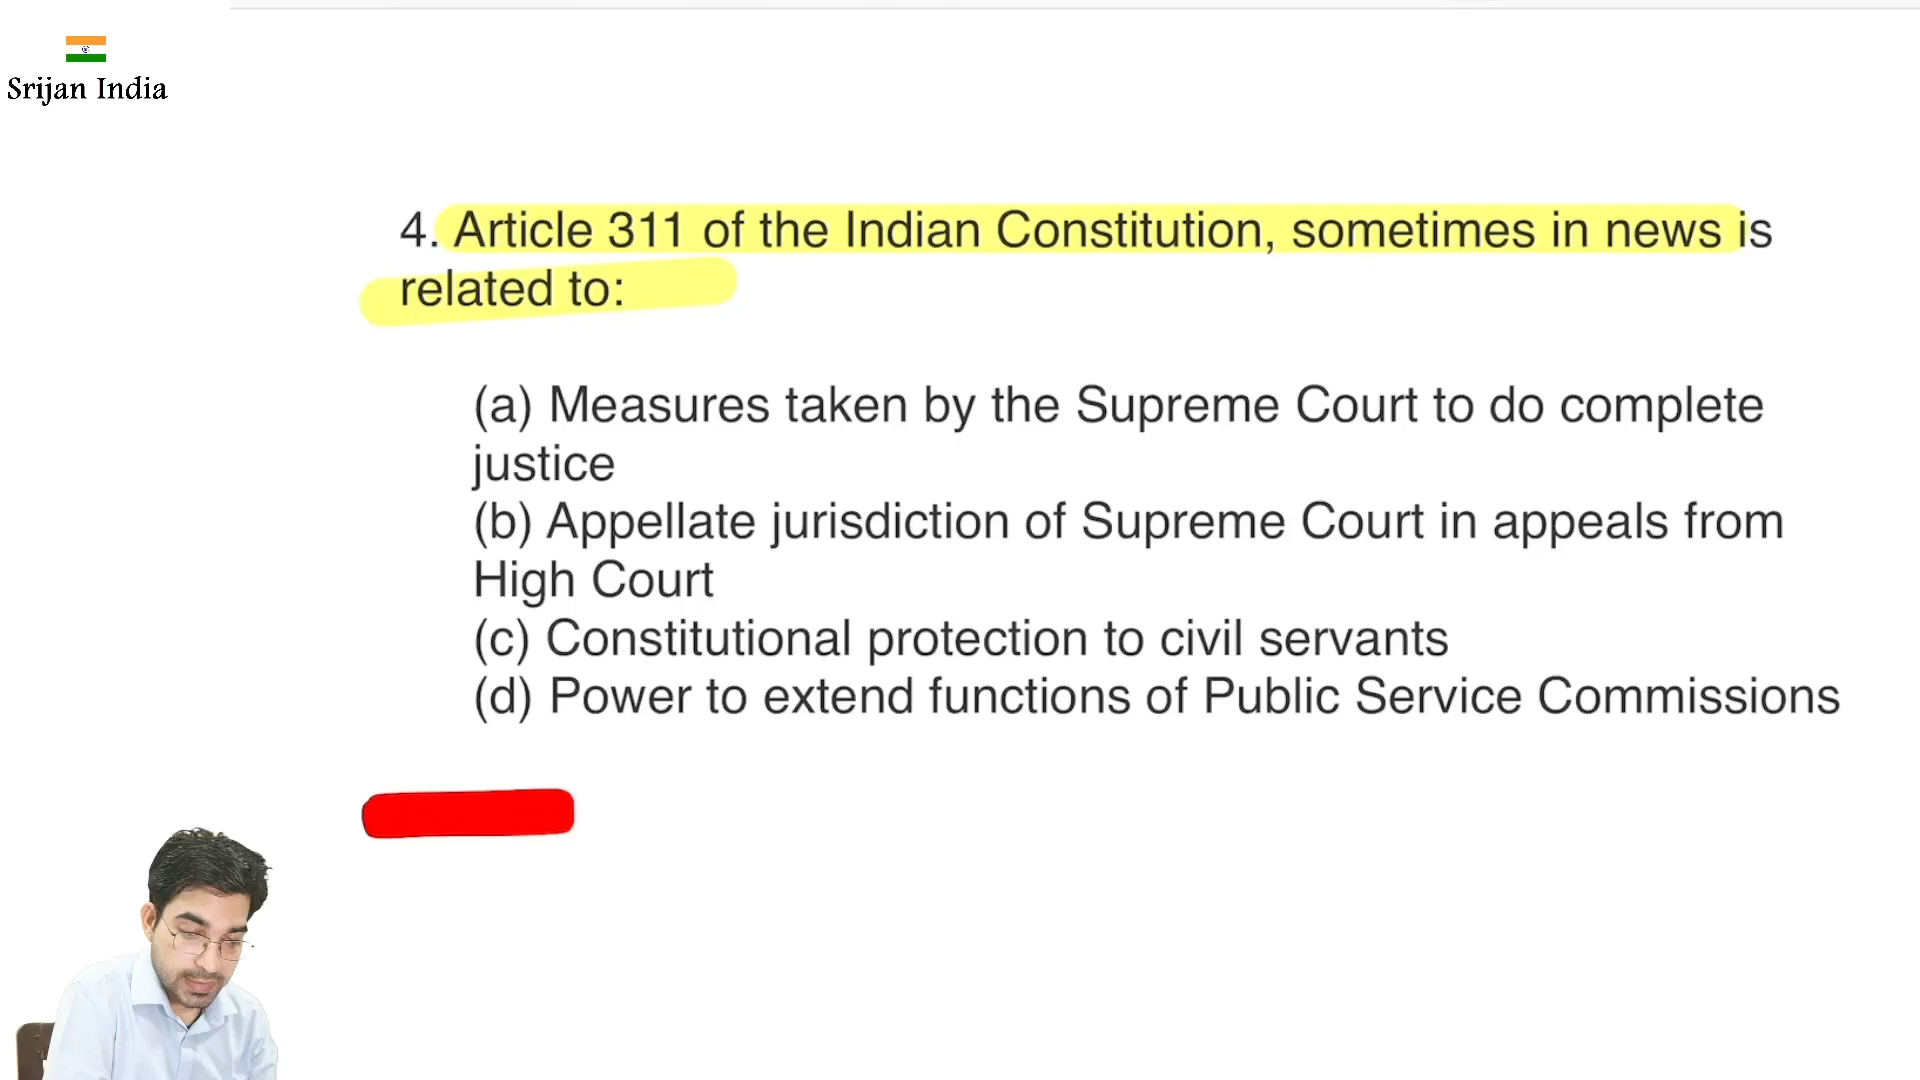 Srijan India
4. Article 311 of the Indian Constitution, sometimes in news is
related to:
(a) Measures taken by the Supreme Court to do complete
justice
(b) Appellate jurisdiction of Supreme Court in appeals from
High Court
(c) Constitutional protection to civil servants
(d) Power to extend functions of Public Service Commissions